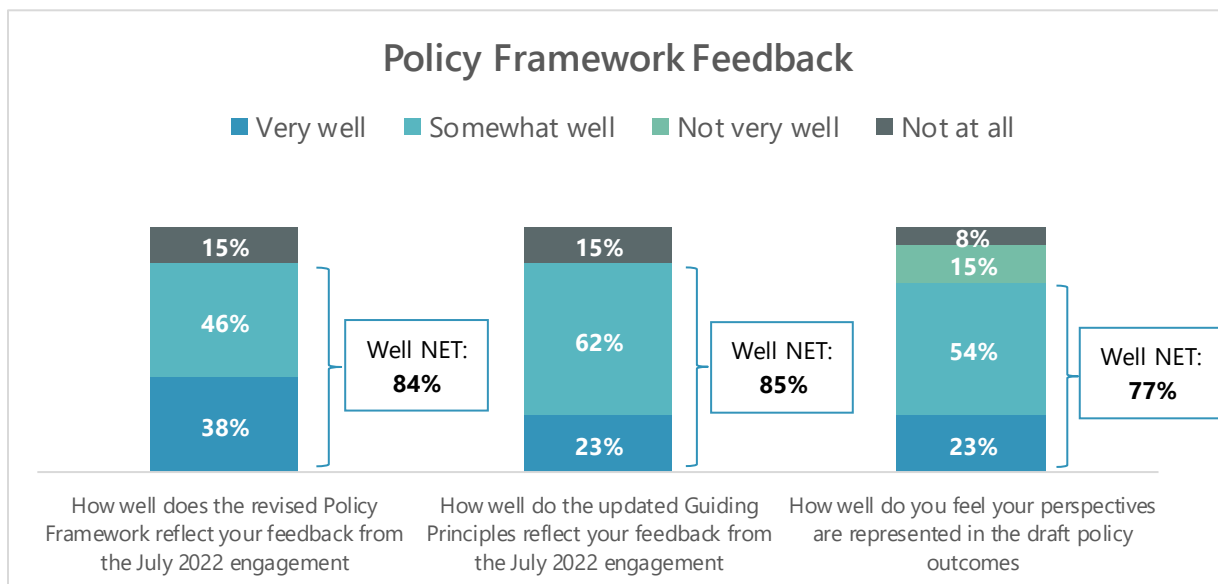 Policy Framework Feedback
Very well
Somewhat well
Not very well
Not at all
15%
46%
38%
Well NET:
84%
15%
62%
23%
Well NET:
85%
8%
15%
54%
23%
Well NET:
77%
How well does the revised Policy
Framework reflect your feedback from
the July 2022 engagement
How well do the updated Guiding
Principles reflect your feedback from
the July 2022 engagement
How well do you feel your perspectives
are represented in the draft policy
outcomes